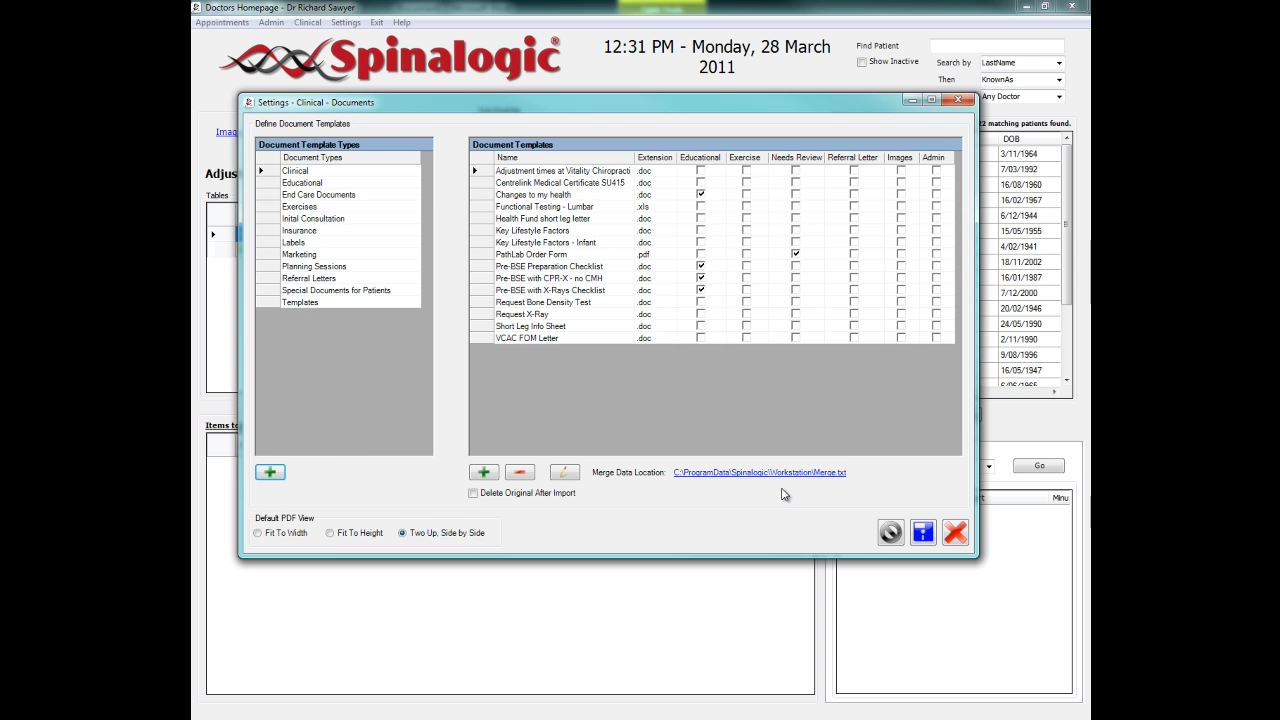 Doctors Homepage - Dr Richard Sawyer
Appointments Admin Clinical Settings Exit Help
Spinalogic®
12:31 PM - Monday, 28 March
2011
Find Patient
Show Inactive
Search by LastName
Then KnownAs
Any Doctor
Settings - Clinical - Documents
Define Document Templates
Document Template Types
Document Types
Clinical
Educational
End Care Documents
Exercises
Inital Consultation
Insurance
Labels
Marketing
Planning Sessions
Referral Letters
Special Documents for Patients
Templates
Document Templates
Name Extension Educational Exercise Needs Review Referral Letter Images Admin
Adjustment times at Vitality Chiropracti .doc
Centrelink Medical Certificate SU415 .doc
Changes to my health .doc
Functional Testing - Lumbar .xls
Health Fund short leg letter .doc
Key Lifestyle Factors .doc
Key Lifestyle Factors - Infant .doc
PathLab Order Form .pdf
Pre-BSE Preparation Checklist .doc
Pre-BSE with CPR-X - no CMH .doc
Pre-BSE with X-Rays Checklist .doc
Request Bone Density Test .doc
Request X-Ray .doc
Short Leg Info Sheet .doc
VCAC FOM Letter .doc
Merge Data Location: C:\ProgramData\Spinalogic\Workstation\Merge.txt
Delete Original After Import
Default PDF View
Fit To Width Fit To Height Two Up, Side by Side
Imag
Adjus
Tables
Items to
2 matching patients found.
DOB
3/11/1964
7/03/1992
16/08/1960
16/02/1967
6/12/1944
15/05/1955
4/02/1941
18/11/2002
16/01/1987
7/12/2000
20/02/1946
24/05/1990
2/11/1990
9/08/1996
16/05/1947
Go
Minu